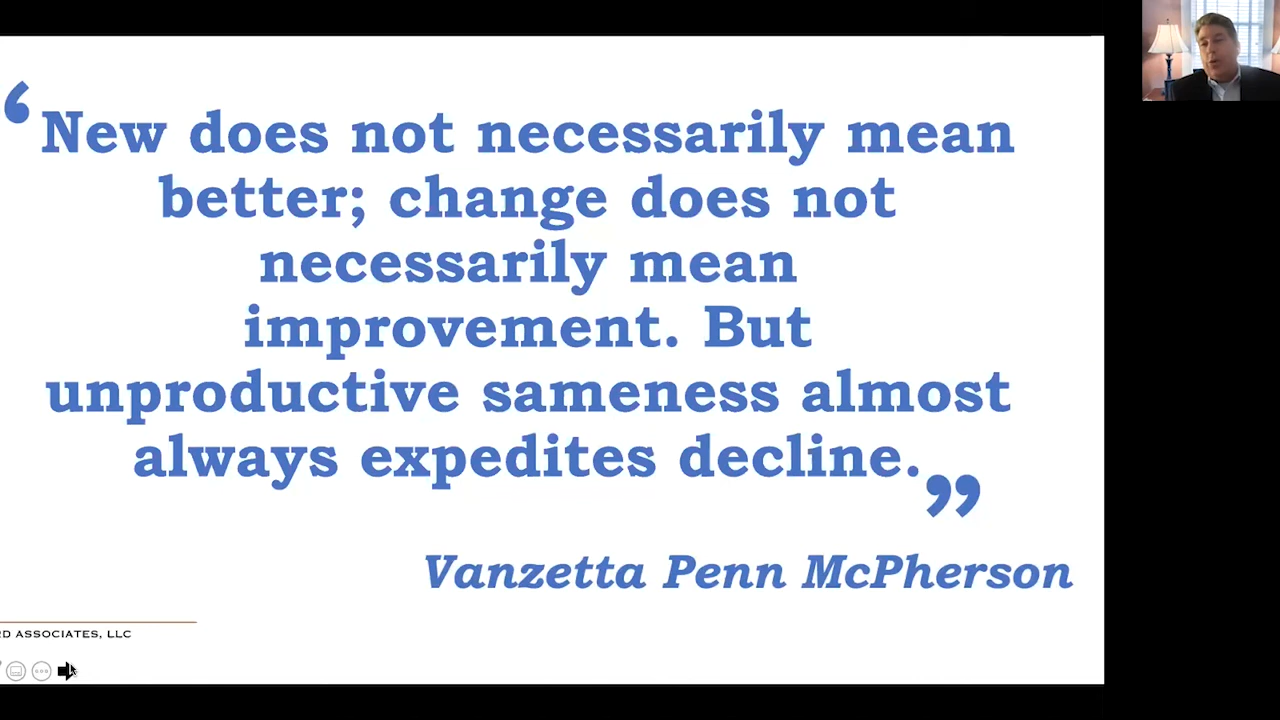 ‘New does not necessarily mean
better; change does not
necessarily mean
improvement. But
unproductive sameness almost
always expedites decline.”
Vanzetta Penn McPherson
RD ASSOCIATES, LLC